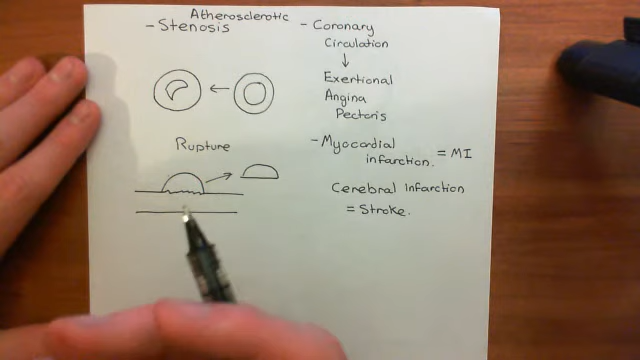 Atherosclerotic
- Stenosis
- Coronary
Circulation
↓
Exertional
Angina
Pectoris
Rupture
- Myocardial
infarction. = MI
Cerebral Infarction
= Stroke.